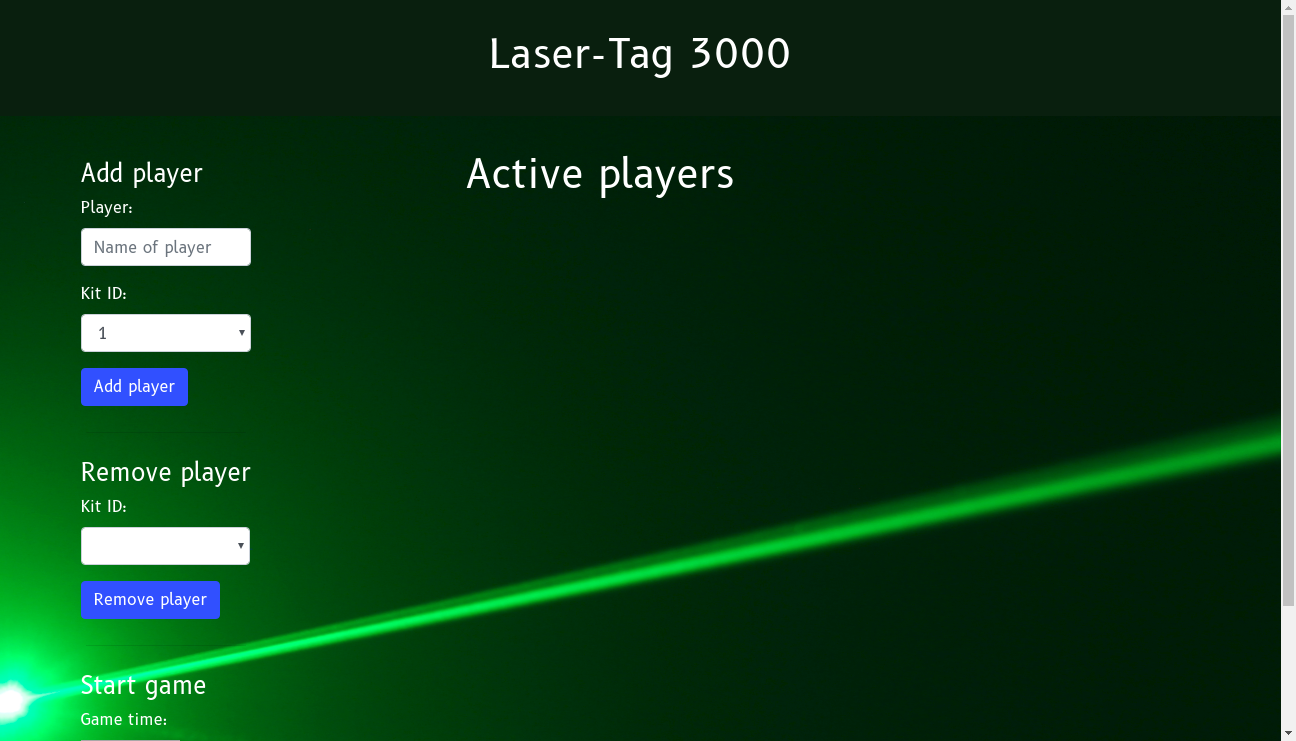 Laser-Tag 3000
Add player
Player:
Name of player
Kit ID:
1
Add player
Active players
Remove player
Kit ID:
Remove player
Start game
Game time: